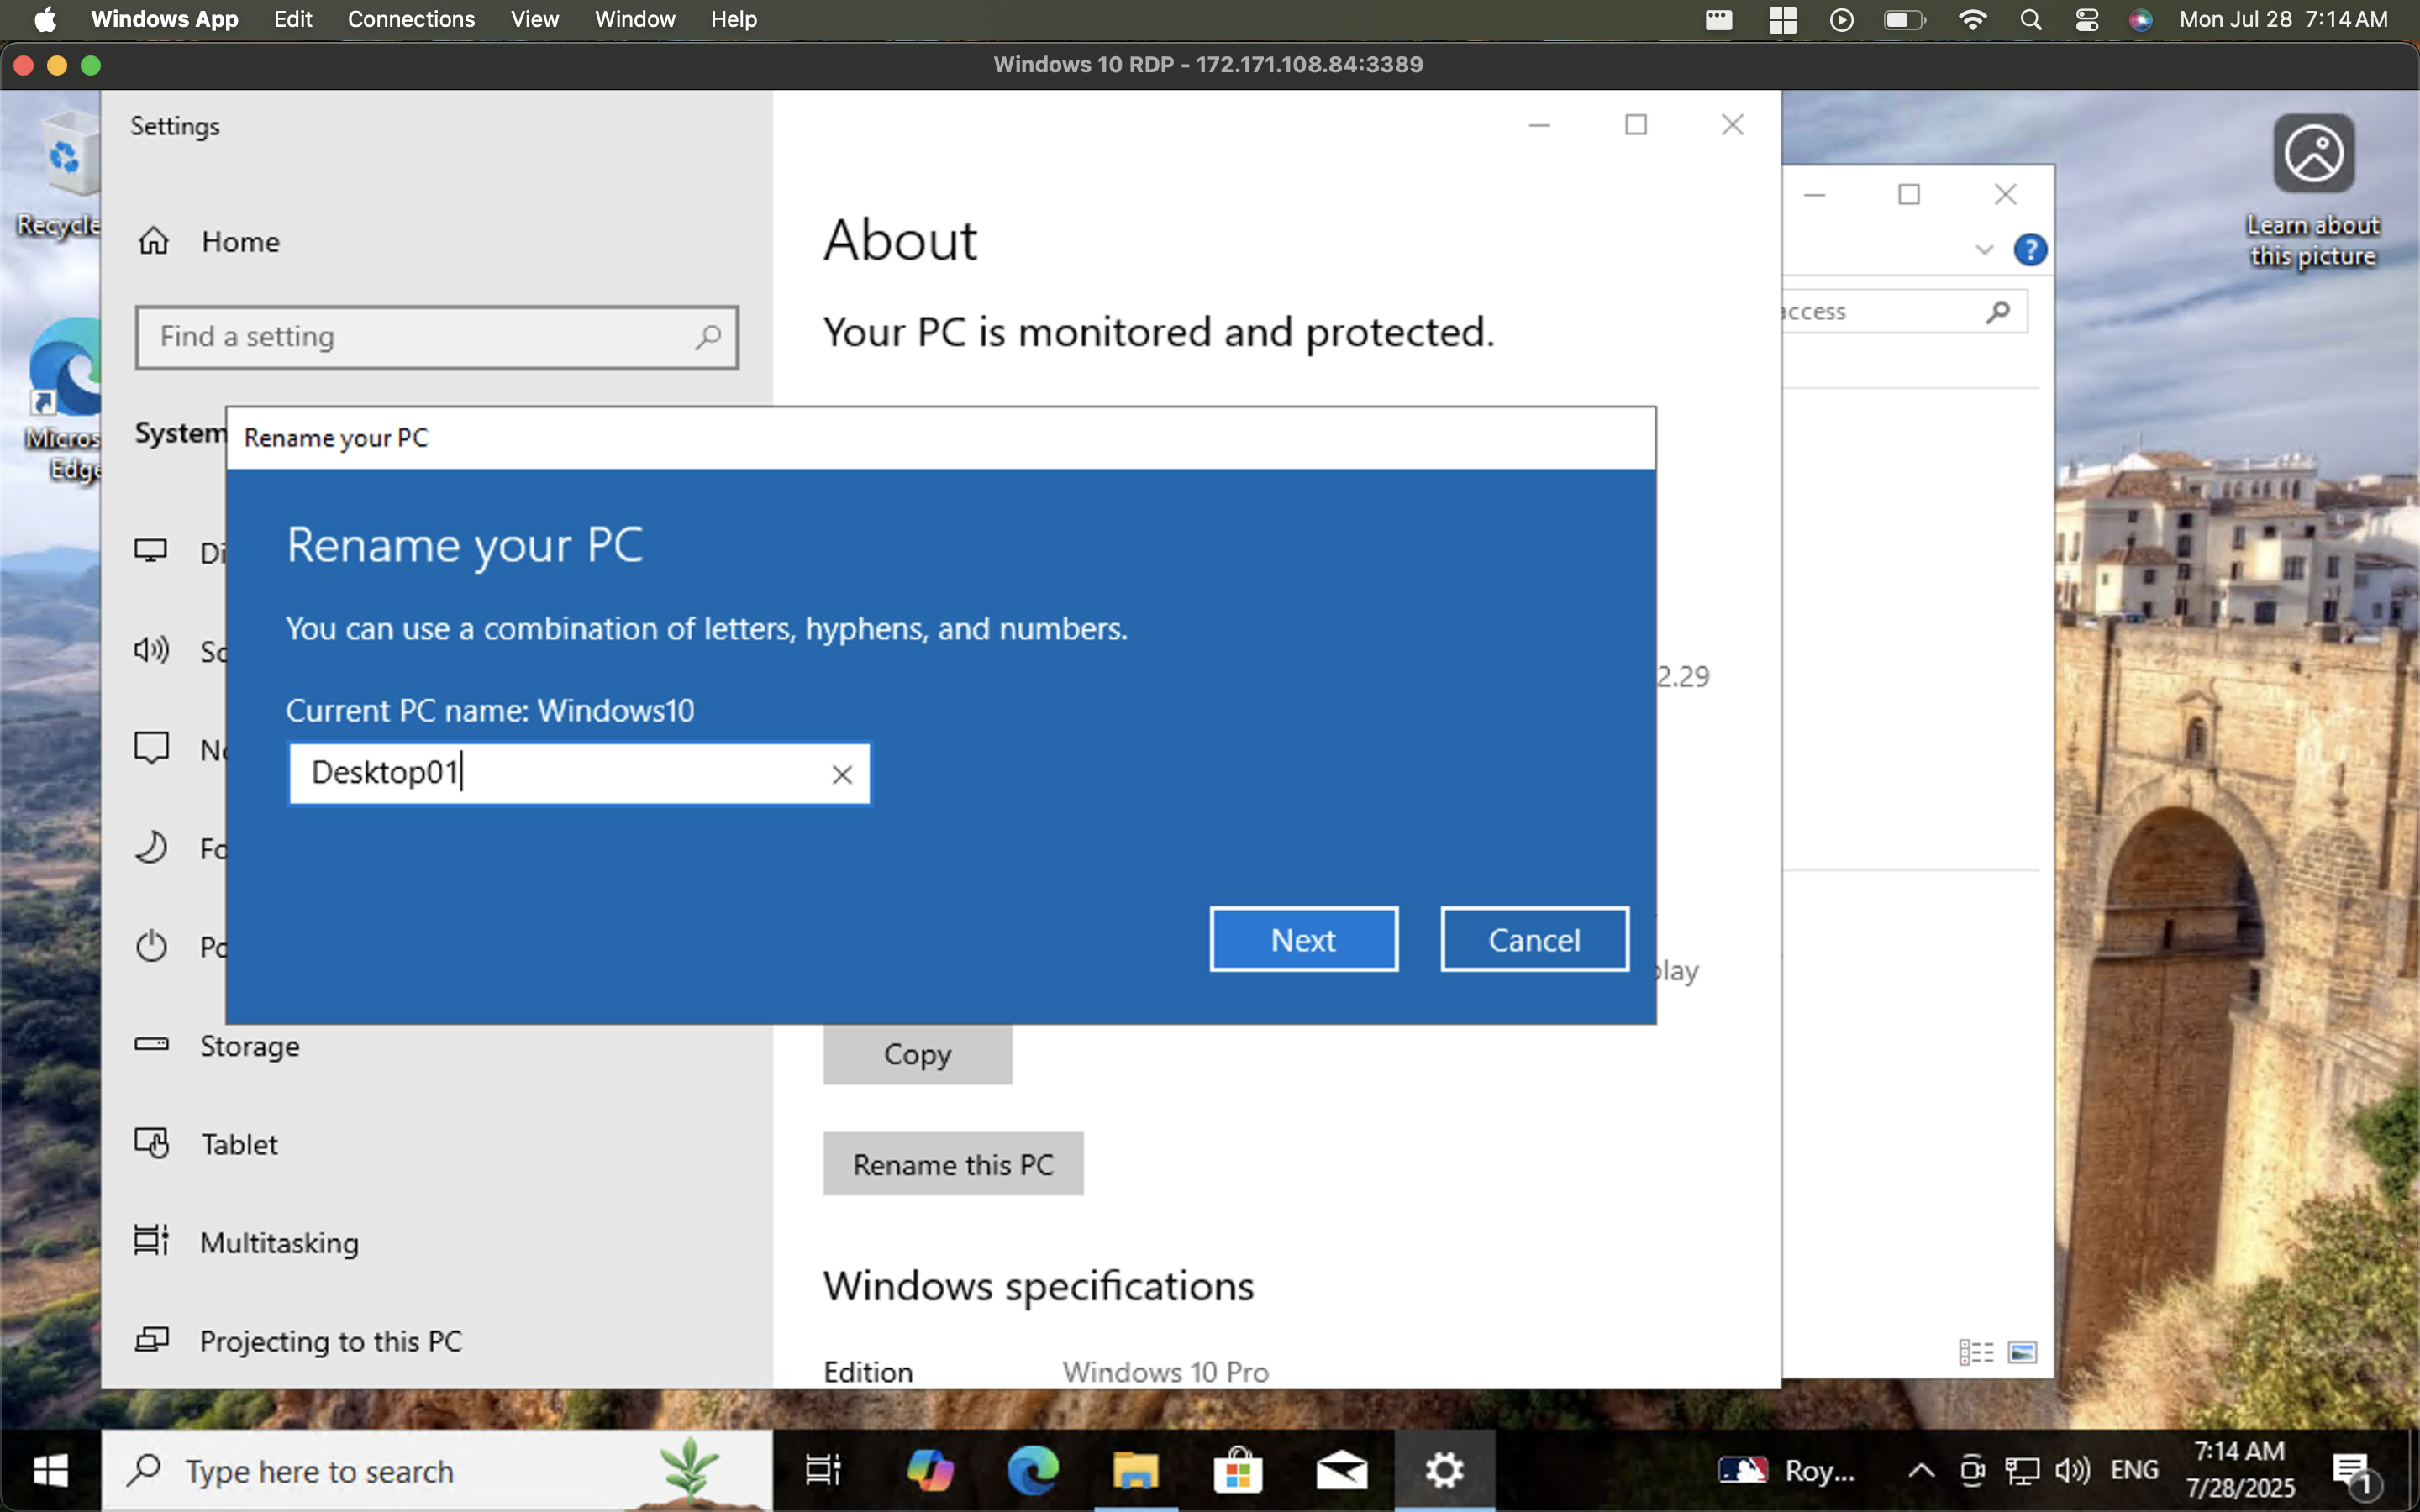 Windows App Edit Connections View Window Help Mon Jul 28 7:14 AM
Windows 10 RDP - 172.171.108.84:3389
Settings
Recycle
Learn about
this picture
Home
About
Find a setting
Your PC is monitored and protected.
access
Micros
Edge
System
Rename your PC
Rename your PC
You can use a combination of letters, hyphens, and numbers.
Current PC name: Windows10
Desktop01
Next Cancel
Di
So
No
Fo
Po
2.29
play
Storage
Tablet
Multitasking
Projecting to this PC
Copy
Rename this PC
Windows specifications
Edition Windows 10 Pro
Type here to search
Roy...
ENG
7:14 AM
7/28/2025
1